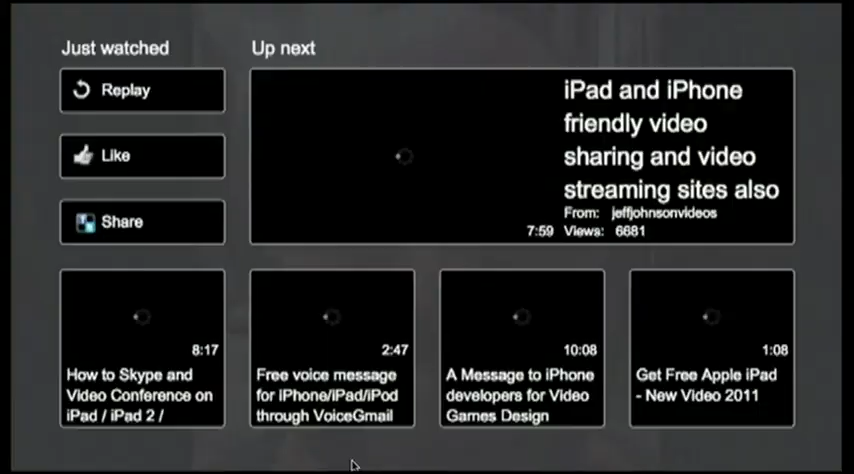 Just watched
Up next
Replay
Like
Share
iPad and iPhone
friendly video
sharing and video
streaming sites also
From: jeffjohnsonvideos
7:59 Views: 6681
8:17
How to Skype and
Video Conference on
iPad / iPad 2 /
2:47
Free voice message
for iPhone/iPad/iPod
through VoiceGmail
10:08
A Message to iPhone
developers for Video
Games Design
1:08
Get Free Apple iPad
- New Video 2011